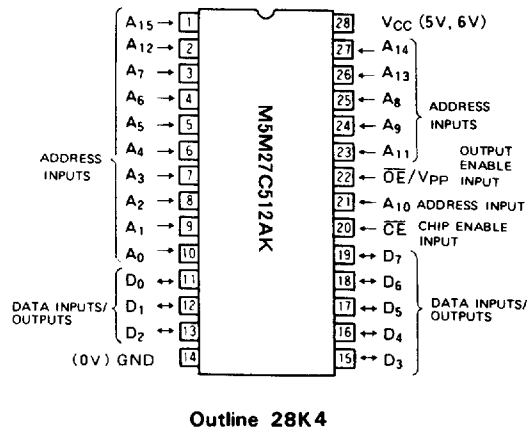 A15 → 1
A12 → 2
A7 → 3
A6 → 4
A5 → 5
A4 → 6
A3 → 7
A2 → 8
A1 → 9
A0 → 10
D0 ↔ 11
D1 ↔ 12
D2 ↔ 13
(0V) GND 14
ADDRESS
INPUTS
DATA INPUTS/
OUTPUTS
M5M27C512AK
28 VCC (5V, 6V)
27 ← A14
26 ← A13
25 ← A8
24 ← A9
23 ← A11
ADDRESS
INPUTS
22 ← O̅E̅/VPP
OUTPUT
ENABLE
INPUT
21 ← A10 ADDRESS INPUT
20 ← C̅E̅ CHIP ENABLE
INPUT
19 ↔ D7
18 ↔ D6
17 ↔ D5
16 ↔ D4
15 ↔ D3
DATA INPUTS/
OUTPUTS
Outline 28K4